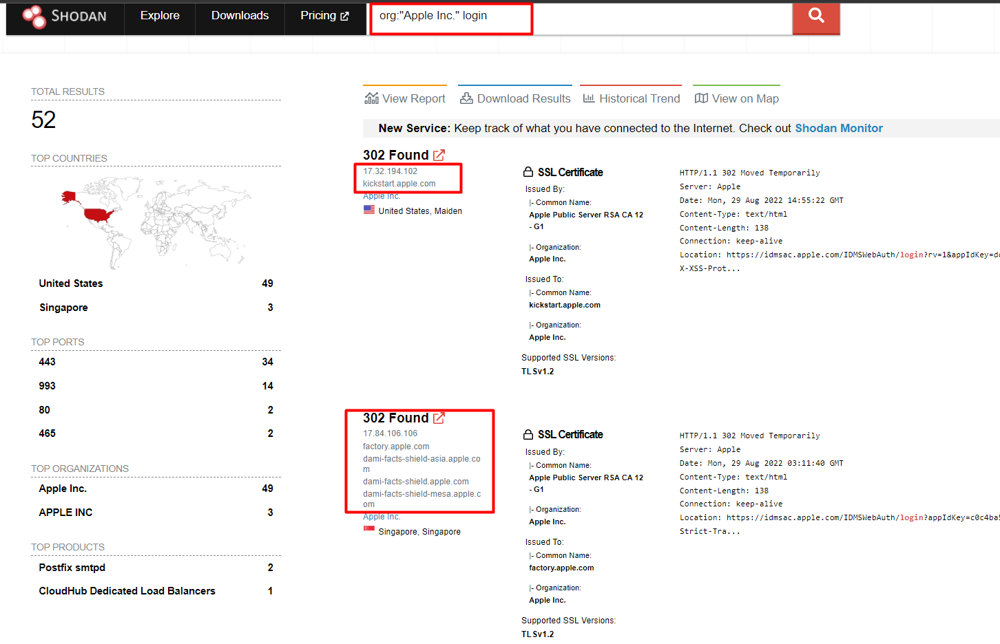 SHODAN
Explore
Downloads
Pricing
org:"Apple Inc." login
TOTAL RESULTS
52
TOP COUNTRIES
United States 49
Singapore 3
TOP PORTS
443 34
993 14
80 2
465 2
TOP ORGANIZATIONS
Apple Inc. 49
APPLE INC 3
TOP PRODUCTS
Postfix smtpd 2
CloudHub Dedicated Load Balancers 1
View Report
Download Results
Historical Trend
View on Map
New Service: Keep track of what you have connected to the Internet. Check out Shodan Monitor
302 Found
17.32.194.102
kickstart.apple.com
Apple Inc.
United States, Maiden
SSL Certificate
Issued By:
|- Common Name:
Apple Public Server RSA CA 12
- G1
|- Organization:
Apple Inc.
Issued To:
|- Common Name:
kickstart.apple.com
|- Organization:
Apple Inc.
Supported SSL Versions:
TLSv1.2
HTTP/1.1 302 Moved Temporarily
Server: Apple
Date: Mon, 29 Aug 2022 14:55:22 GMT
Content-Type: text/html
Content-Length: 138
Connection: keep-alive
Location: https://idmsac.apple.com/IDMSWebAuth/login?rv=1&appIdKey=dc
X-XSS-Prot...
302 Found
17.84.106.106
factory.apple.com
dami-facts-shield-asia.apple.co
m
dami-facts-shield.apple.com
dami-facts-shield-mesa.apple.c
om
Apple Inc.
Singapore, Singapore
SSL Certificate
Issued By:
|- Common Name:
Apple Public Server RSA CA 12
- G1
|- Organization:
Apple Inc.
Issued To:
|- Common Name:
factory.apple.com
|- Organization:
Apple Inc.
Supported SSL Versions:
TLSv1.2
HTTP/1.1 302 Moved Temporarily
Server: Apple
Date: Mon, 29 Aug 2022 03:11:40 GMT
Content-Type: text/html
Content-Length: 138
Connection: keep-alive
Location: https://idmsac.apple.com/IDMSWebAuth/login?appIdKey=c0c4ba5
Strict-Tra...